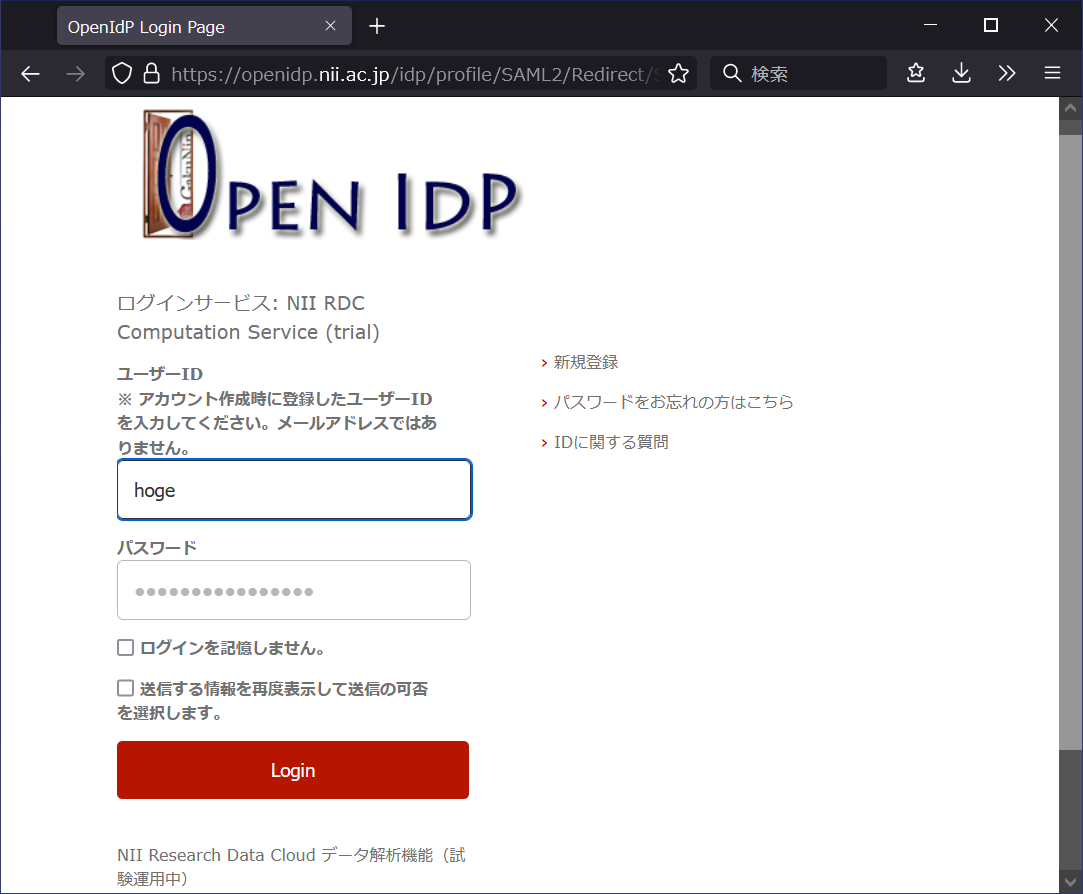 OpenIdP Login Page
https://openidp.nii.ac.jp/idp/profile/SAML2/Redirect/
検索
GakuNin
OPEN IDP
ログインサービス: NII RDC
Computation Service (trial)
ユーザーID
※ アカウント作成時に登録したユーザーID
を入力してください。メールアドレスではあ
りません。
hoge
パスワード
ログインを記憶しません。
送信する情報を再度表示して送信の可否
を選択します。
Login
› 新規登録
› パスワードをお忘れの方はこちら
› IDに関する質問
NII Research Data Cloud データ解析機能（試
験運用中）